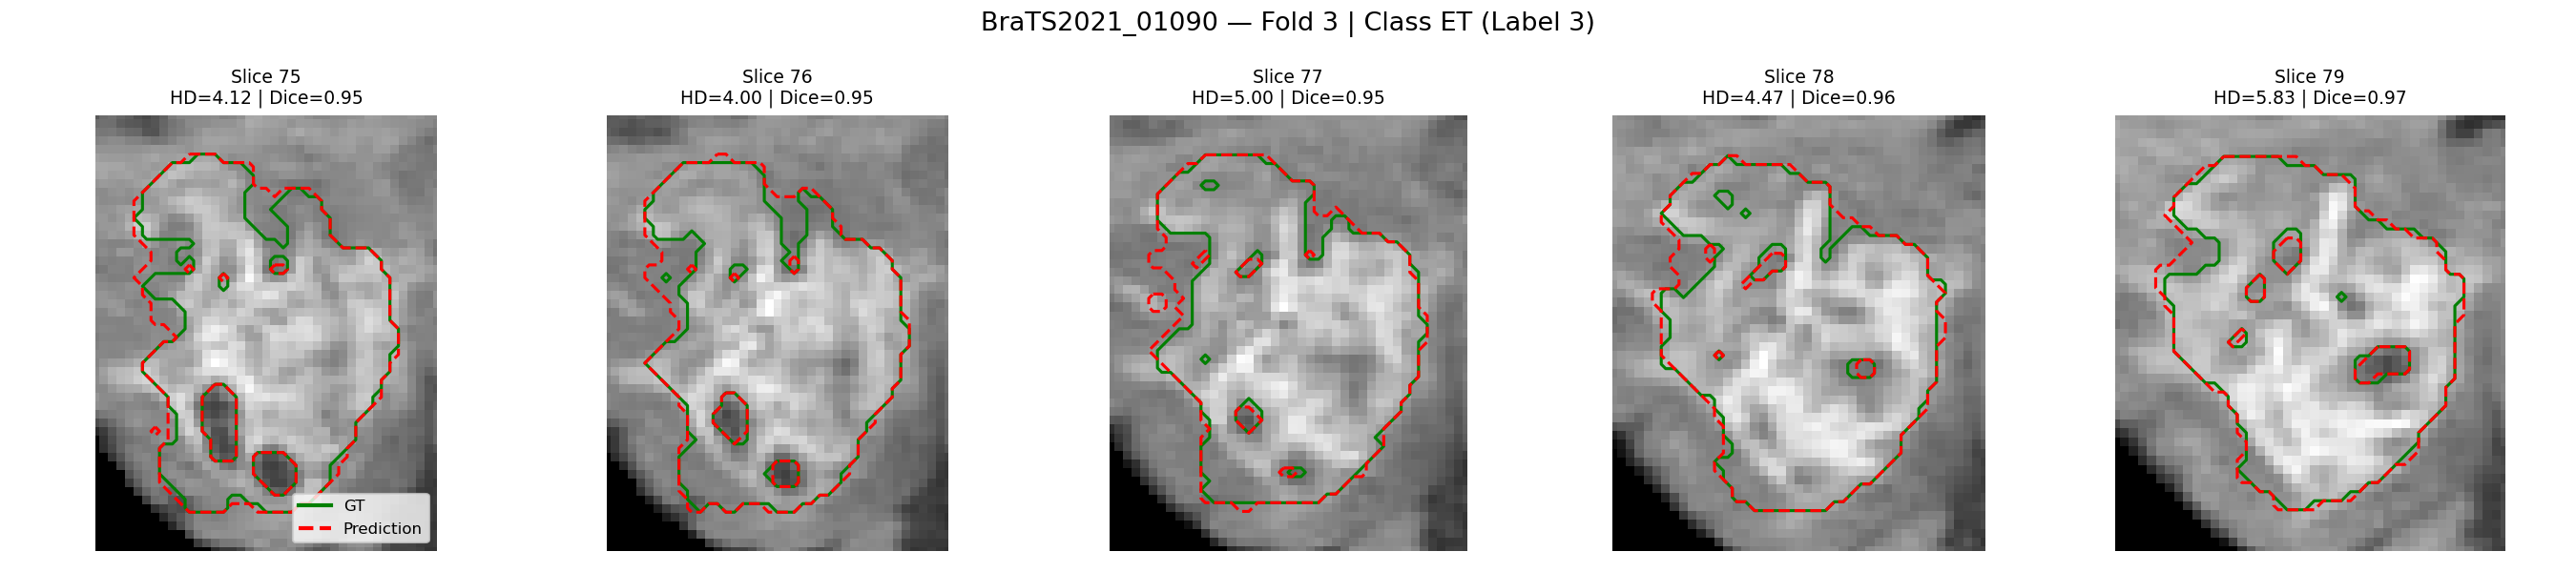 BraTS2021_01090 — Fold 3 | Class ET (Label 3)
Slice 75
HD=4.12 | Dice=0.95
Slice 76
HD=4.00 | Dice=0.95
Slice 77
HD=5.00 | Dice=0.95
Slice 78
HD=4.47 | Dice=0.96
Slice 79
HD=5.83 | Dice=0.97
GT
Prediction